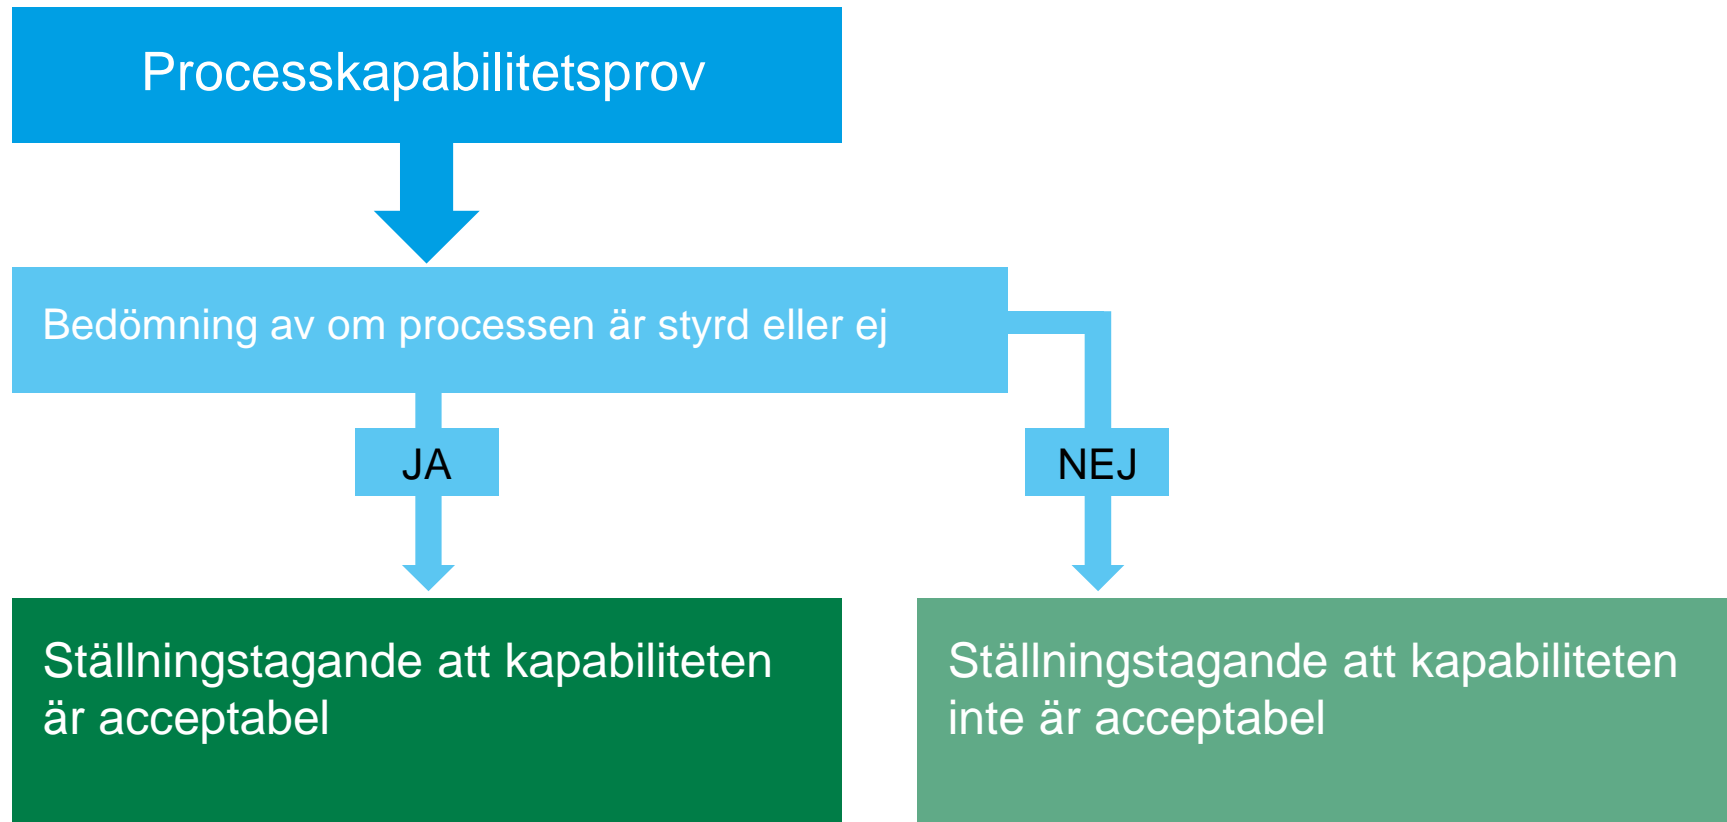 Processkapabilitetsprov
Bedömning av om processen är styrd eller ej
JA
NEJ
Ställningstagande att kapabiliteten
är acceptabel
Ställningstagande att kapabiliteten
inte är acceptabel